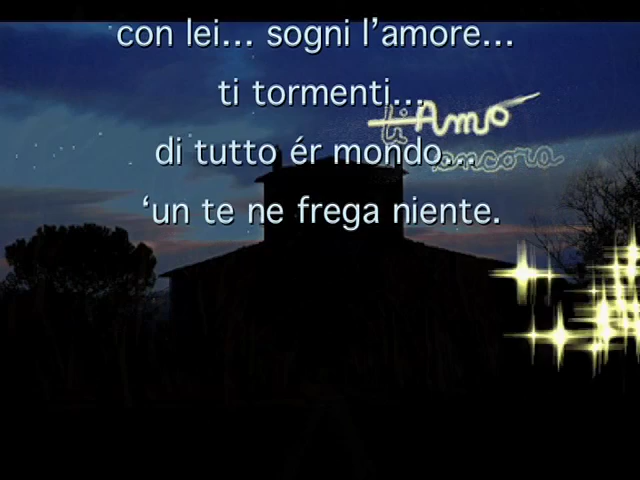 con lei... sogni l’amore...
ti tormenti...
ti Amo
di tutto ér mondo...
ancora
‘un te ne frega niente.